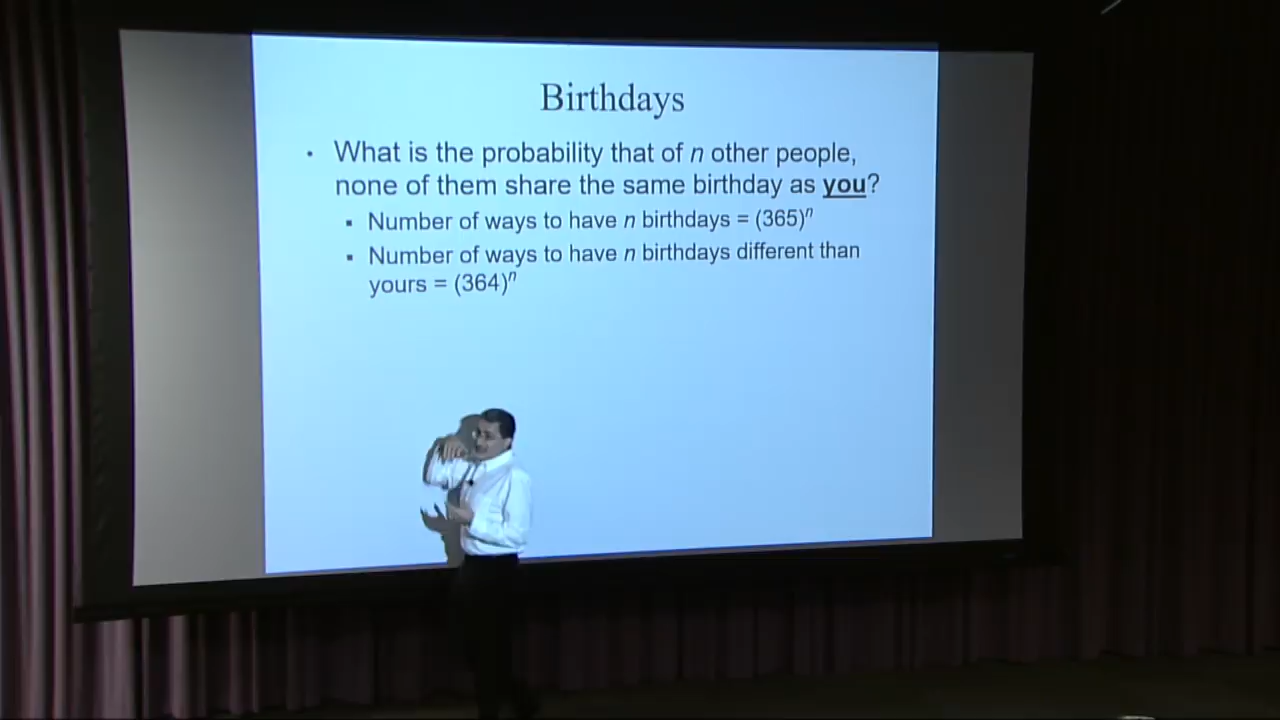 Birthdays
• What is the probability that of n other people,
none of them share the same birthday as you?
▪ Number of ways to have n birthdays = (365)ⁿ
▪ Number of ways to have n birthdays different than
yours = (364)ⁿ